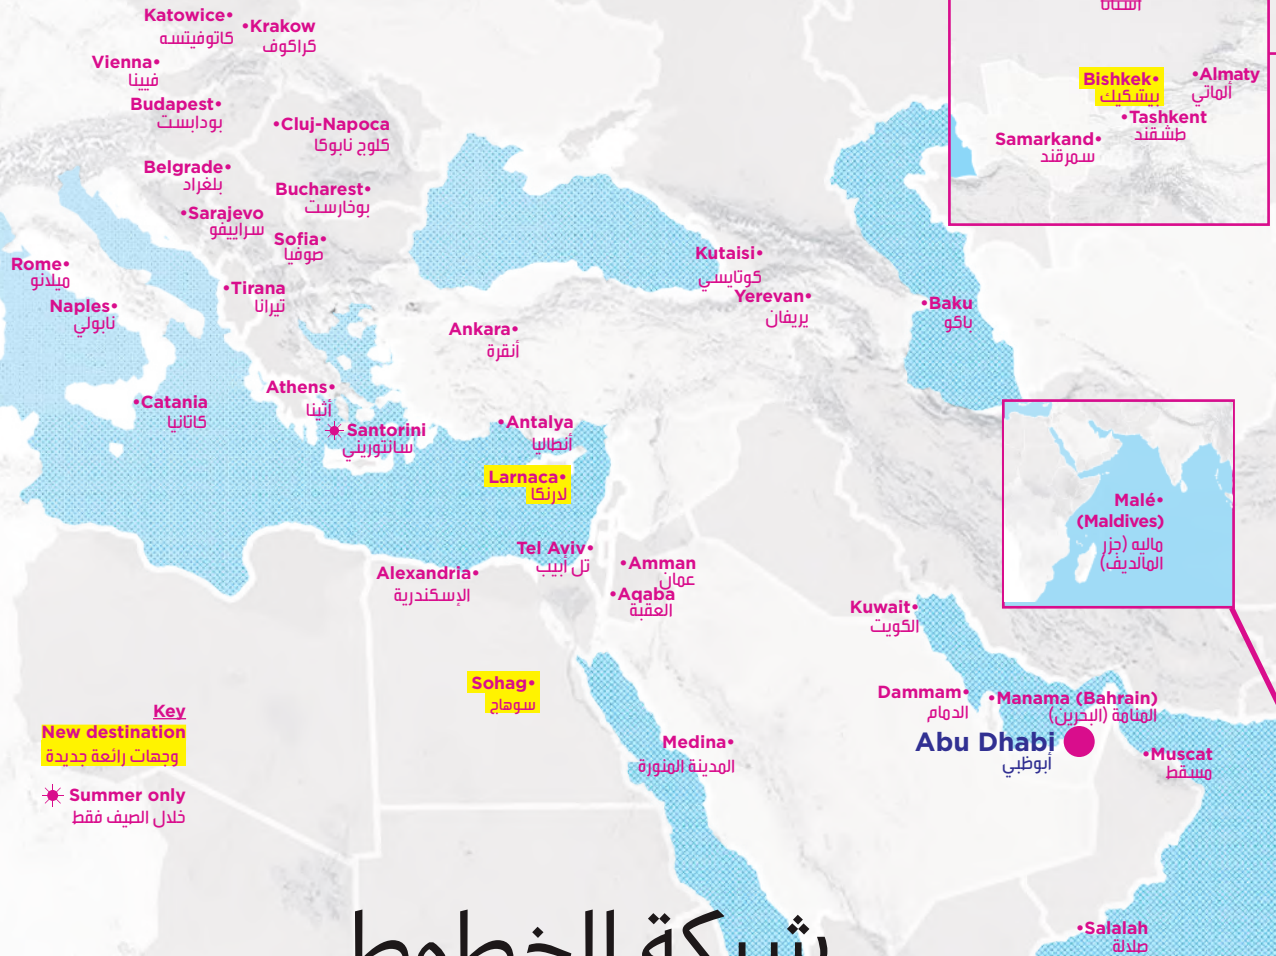 Katowice•
كاتوفيتسه
•Krakow
كراكوف
Vienna•
فيينا
Budapest•
بودابست
•Cluj-Napoca
كلوج نابوكا
Belgrade•
بلغراد
Bucharest•
بوخارست
•Sarajevo
سراييفو
Sofia•
صوفيا
Rome•
ميلانو
•Tirana
تيرانا
Naples•
نابولي
Kutaisi•
كوتايسي
Yerevan•
يريفان
•Baku
باكو
Ankara•
أنقرة
Athens•
أثينا
•Catania
كاتانيا
Santorini
سانتوريني
•Antalya
أنطاليا
Larnaca•
لارنكا
Tel Aviv•
تل أبيب
•Amman
عمان
Alexandria•
الإسكندرية
•Aqaba
العقبة
Kuwait•
الكويت
Sohag•
سوهاج
Dammam•
الدمام
•Manama (Bahrain)
المنامة (البحرين)
Abu Dhabi
أبوظبي
Medina•
المدينة المنورة
•Muscat
مسقط
•Salalah
صلالة
أستانا
Bishkek•
بيشكيك
•Almaty
ألماتي
•Tashkent
طشقند
Samarkand•
سمرقند
Malé•
(Maldives)
ماليه (جزر
المالديف)
Key
New destination
وجهات رائعة جديدة
Summer only
خلال الصيف فقط
شبكة الخطوط